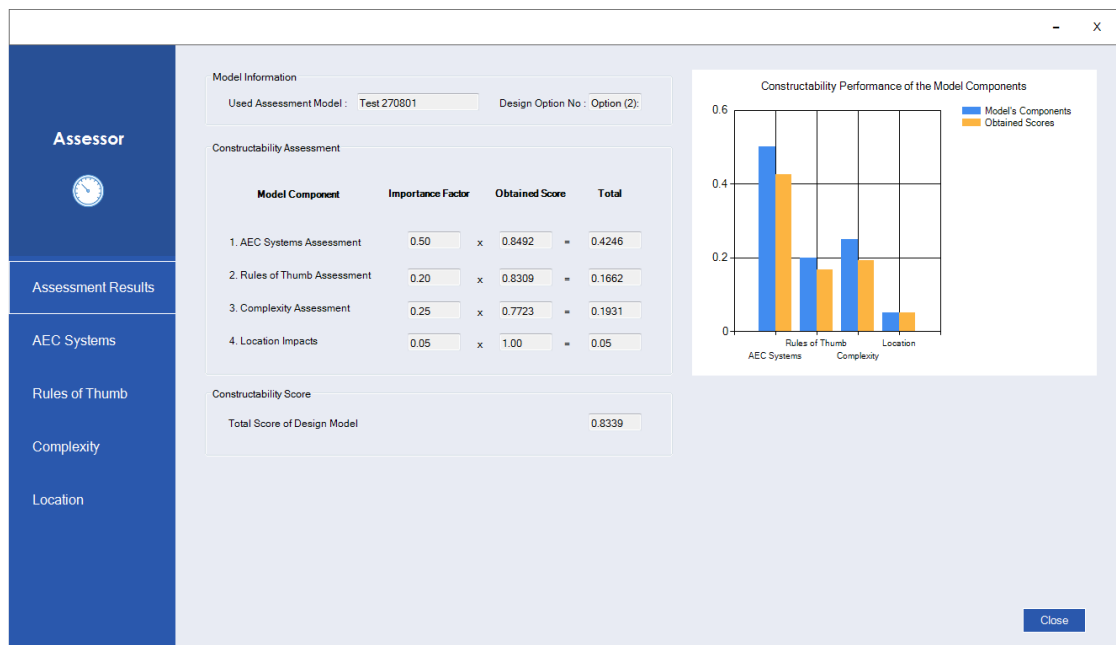 – X
Assessor
Assessment Results
AEC Systems
Rules of Thumb
Complexity
Location
Model Information
Used Assessment Model : Test 270801 Design Option No : Option (2):
Constructability Assessment
Model Component Importance Factor Obtained Score Total
1. AEC Systems Assessment 0.50 x 0.8492 = 0.4246
2. Rules of Thumb Assessment 0.20 x 0.8309 = 0.1662
3. Complexity Assessment 0.25 x 0.7723 = 0.1931
4. Location Impacts 0.05 x 1.00 = 0.05
Constructability Score
Total Score of Design Model 0.8339
Constructability Performance of the Model Components
0.6
0.4
0.2
0
Model's Components
Obtained Scores
Rules of Thumb Location
AEC Systems Complexity
Close